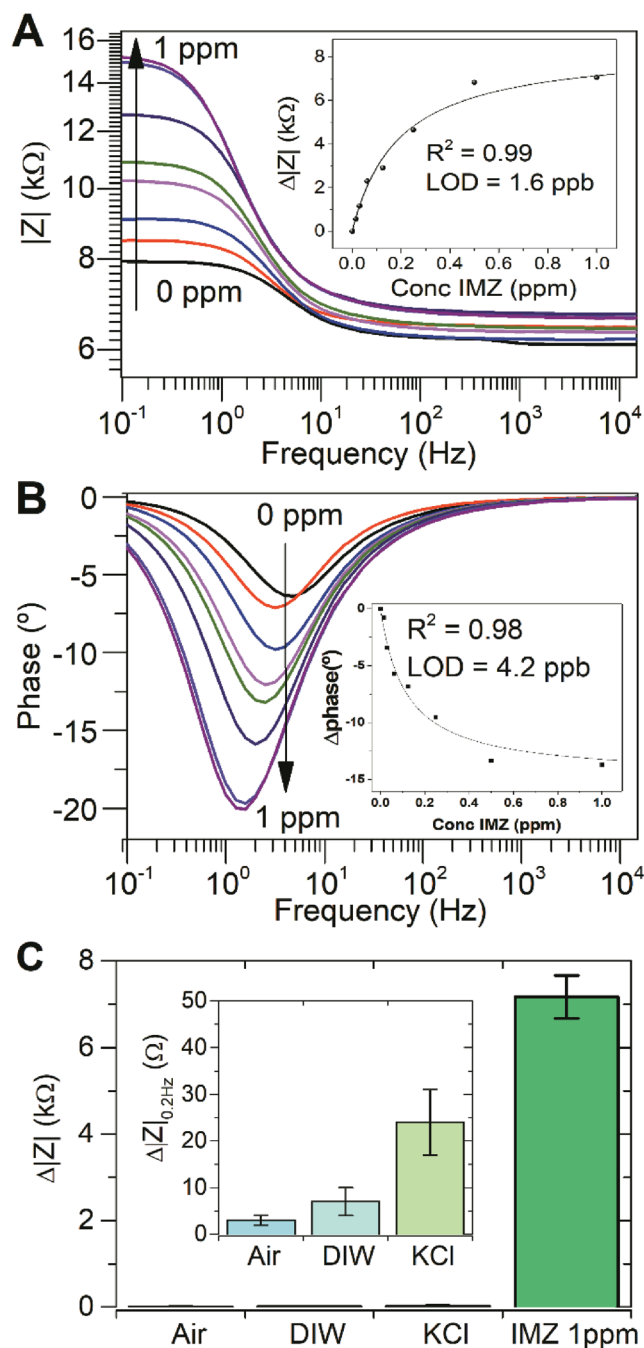 A
16
14
12
10
8
6
|Z| (kΩ)
1 ppm
0 ppm
8
6
4
2
0
Δ|Z| (kΩ)
R² = 0.99
LOD = 1.6 ppb
0.0 0.2 0.4 0.6 0.8 1.0
Conc IMZ (ppm)
10⁻¹ 10⁰ 10¹ 10² 10³ 10⁴
Frequency (Hz)
B
0
-5
-10
-15
-20
Phase (º)
0 ppm
1 ppm
0
-5
-10
-15
Δphase(º)
R² = 0.98
LOD = 4.2 ppb
0.0 0.2 0.4 0.6 0.8 1.0
Conc IMZ (ppm)
10⁻¹ 10⁰ 10¹ 10² 10³ 10⁴
Frequency (Hz)
C
8
6
4
2
0
Δ|Z| (kΩ)
50
40
30
20
10
0
Δ|Z|0.2Hz (Ω)
Air DIW KCl
Air DIW KCl IMZ 1ppm